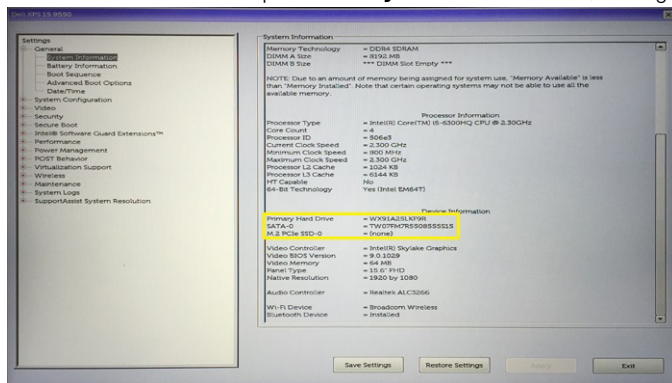 Dell XPS 15 9550
Settings
General
System Information
Battery Information
Boot Sequence
Advanced Boot Options
Date/Time
System Configuration
Video
Security
Secure Boot
Intel® Software Guard Extensions™
Performance
Power Management
POST Behavior
Virtualization Support
Wireless
Maintenance
System Logs
SupportAssist System Resolution
System Information
Memory Technology = DDR4 SDRAM
DIMM A Size = 8192 MB
DIMM B Size *** DIMM Slot Empty ***
NOTE: Due to an amount of memory being assigned for system use, "Memory Available" is less
than "Memory Installed". Note that certain operating systems may not be able to use all the
available memory.
Processor Information
Processor Type = Intel(R) Core(TM) i5-6300HQ CPU @ 2.30GHz
Core Count = 4
Processor ID = 506e3
Current Clock Speed = 2.300 GHz
Minimum Clock Speed = 800 MHz
Maximum Clock Speed = 2.300 GHz
Processor L2 Cache = 1024 KB
Processor L3 Cache = 6144 KB
HT Capable No
64-Bit Technology Yes (Intel EM64T)
Device Information
Primary Hard Drive = WX91A25LKF9R
SATA-0 = TW07FM7R5508555515
M.2 PCIe SSD-0 = (none)
Video Controller = Intel(R) Skylake Graphics
Video BIOS Version = 9.0.1029
Video Memory = 64 MB
Panel Type = 15.6" FHD
Native Resolution = 1920 by 1080
Audio Controller = Realtek ALC3266
Wi-Fi Device = Broadcom Wireless
Bluetooth Device = Installed
Save Settings
Restore Settings
Apply
Exit